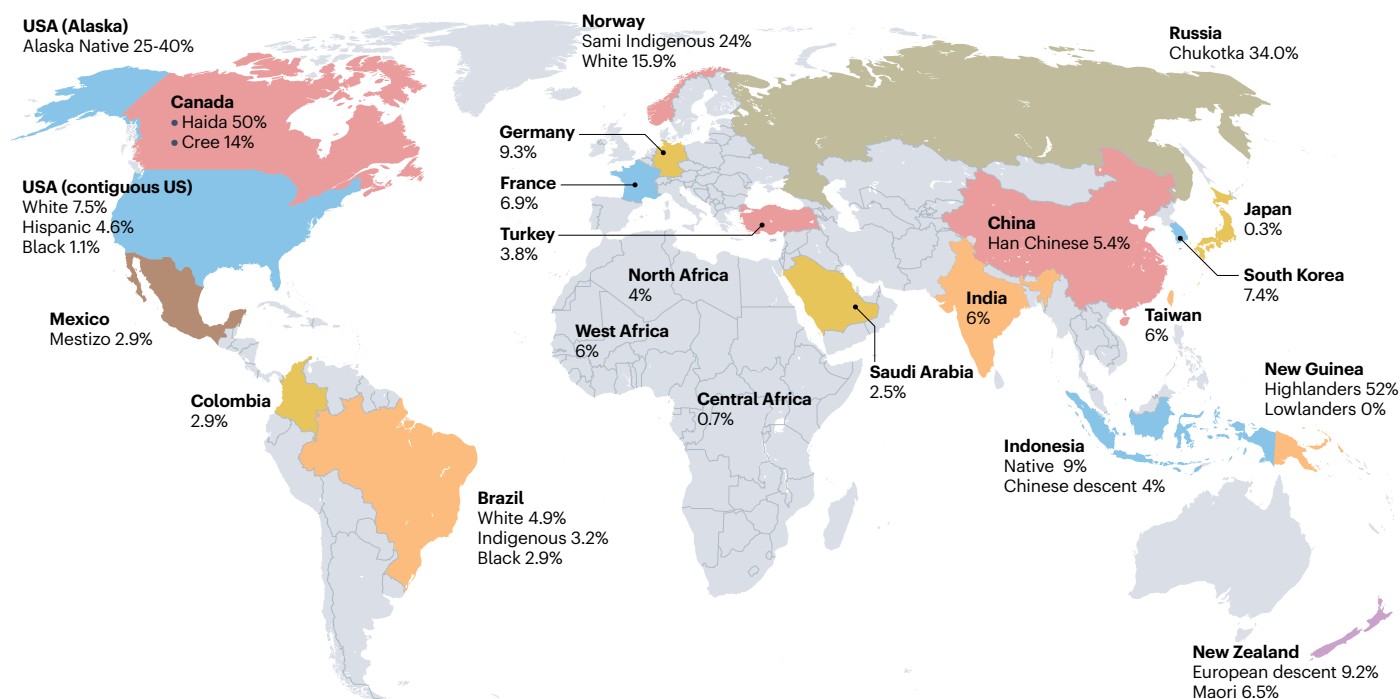 USA (Alaska)
Alaska Native 25-40%
Canada
• Haida 50%
• Cree 14%
USA (contiguous US)
White 7.5%
Hispanic 4.6%
Black 1.1%
Mexico
Mestizo 2.9%
Colombia
2.9%
Brazil
White 4.9%
Indigenous 3.2%
Black 2.9%
Norway
Sami Indigenous 24%
White 15.9%
Germany
9.3%
France
6.9%
Turkey
3.8%
North Africa
4%
West Africa
6%
Central Africa
0.7%
Saudi Arabia
2.5%
Russia
Chukotka 34.0%
China
Han Chinese 5.4%
India
6%
Japan
0.3%
South Korea
7.4%
Taiwan
6%
Indonesia
Native 9%
Chinese descent 4%
New Guinea
Highlanders 52%
Lowlanders 0%
New Zealand
European descent 9.2%
Maori 6.5%